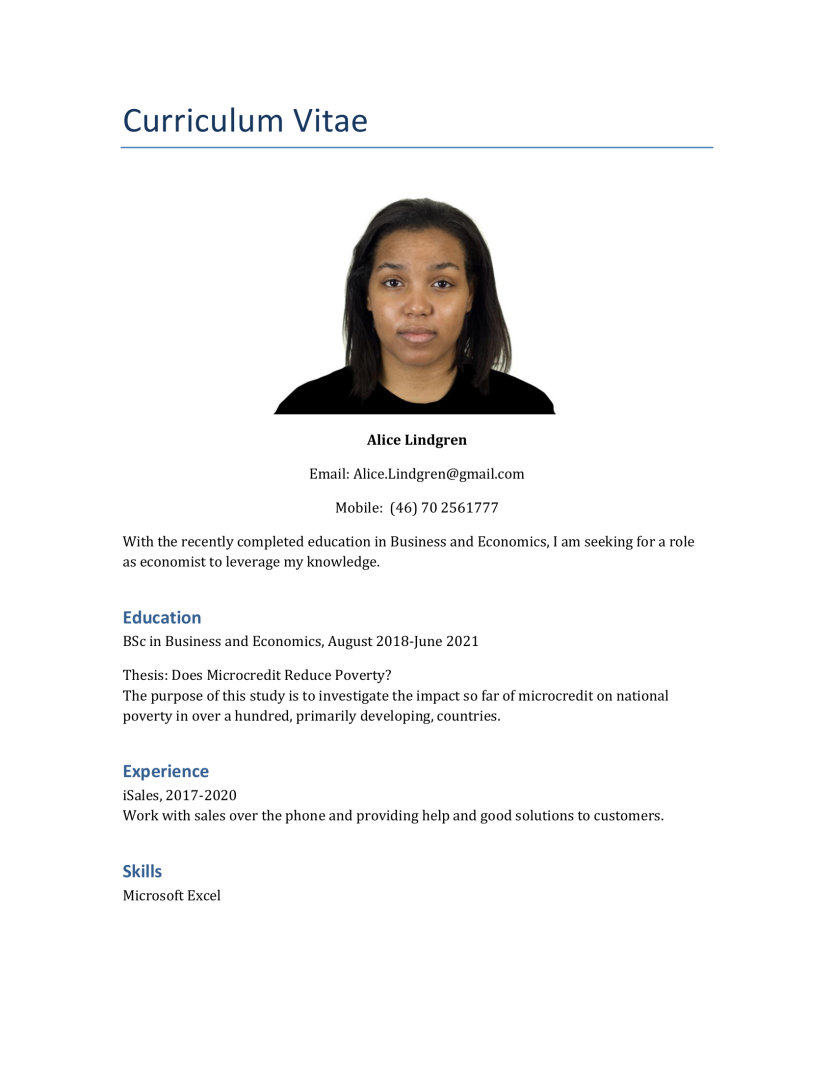 Curriculum Vitae
Alice Lindgren
Email: Alice.Lindgren@gmail.com
Mobile:  (46) 70 2561777
With the recently completed education in Business and Economics, I am seeking for a role
as economist to leverage my knowledge.
Education
BSc in Business and Economics, August 2018-June 2021
Thesis: Does Microcredit Reduce Poverty?
The purpose of this study is to investigate the impact so far of microcredit on national
poverty in over a hundred, primarily developing, countries.
Experience
iSales, 2017-2020
Work with sales over the phone and providing help and good solutions to customers.
Skills
Microsoft Excel